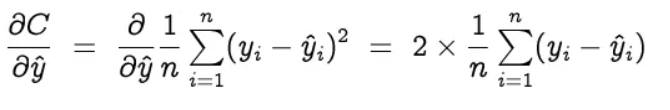 ∂C/∂ŷ = ∂/∂ŷ 1/n ∑_{i=1}^{n} (y_i − ŷ_i)^2 = 2 × 1/n ∑_{i=1}^{n} (y_i − ŷ_i)